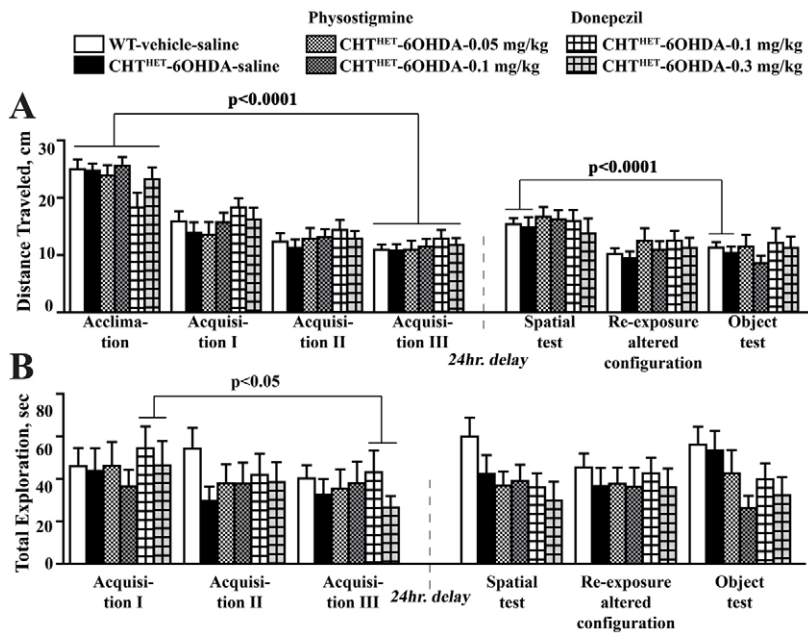 Physostigmine Donepezil
WT-vehicle-saline CHTᴴᴱᵀ-6OHDA-0.05 mg/kg CHTᴴᴱᵀ-6OHDA-0.1 mg/kg
CHTᴴᴱᵀ-6OHDA-saline CHTᴴᴱᵀ-6OHDA-0.1 mg/kg CHTᴴᴱᵀ-6OHDA-0.3 mg/kg
A
p<0.0001
p<0.0001
Distance Traveled, cm
30
20
10
0
Acclima-
tion
Acquisi-
tion I
Acquisi-
tion II
Acquisi-
tion III
24hr. delay
Spatial
test
Re-exposure
altered
configuration
Object
test
B
p<0.05
Total Exploration, sec
80
60
40
20
0
Acquisi-
tion I
Acquisi-
tion II
Acquisi-
tion III
24hr. delay
Spatial
test
Re-exposure
altered
configuration
Object
test